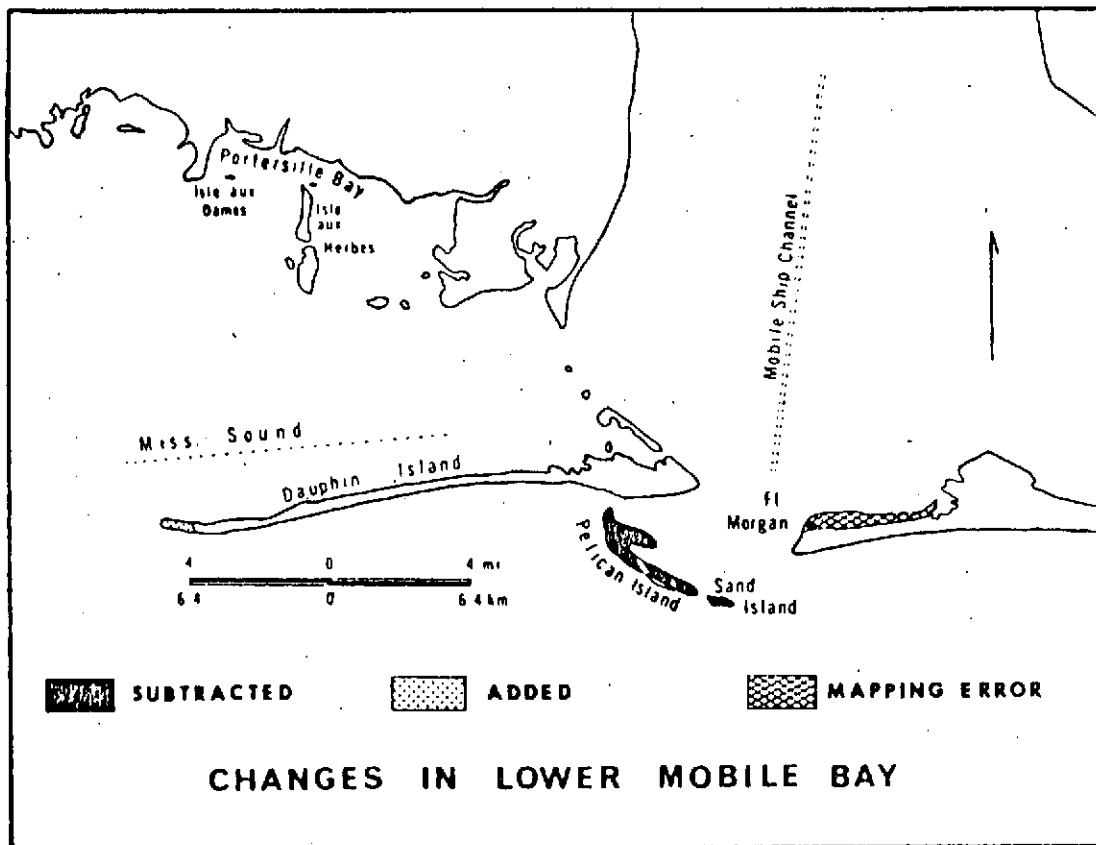 Portersille Bay
Isle aux
Dames
Isle
aux
Herbes
Mobile Ship Channel
Miss. Sound
Dauphin Island
Ft
Morgan
Pelican Island
Sand
Island
4 0 4 mi
6.4 0 6.4 km
SUBTRACTED
ADDED
MAPPING ERROR
CHANGES IN LOWER MOBILE BAY